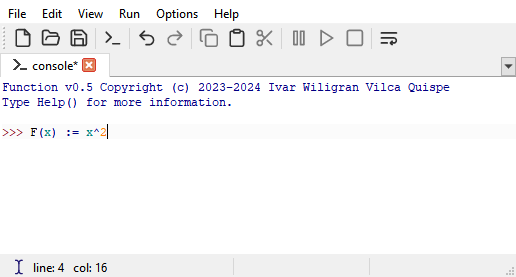 File Edit View Run Options Help
console*
Function v0.5 Copyright (c) 2023-2024 Ivar Wiligran Vilca Quispe
Type Help() for more information.
>>> F(x) := x^2
line: 4 col: 16